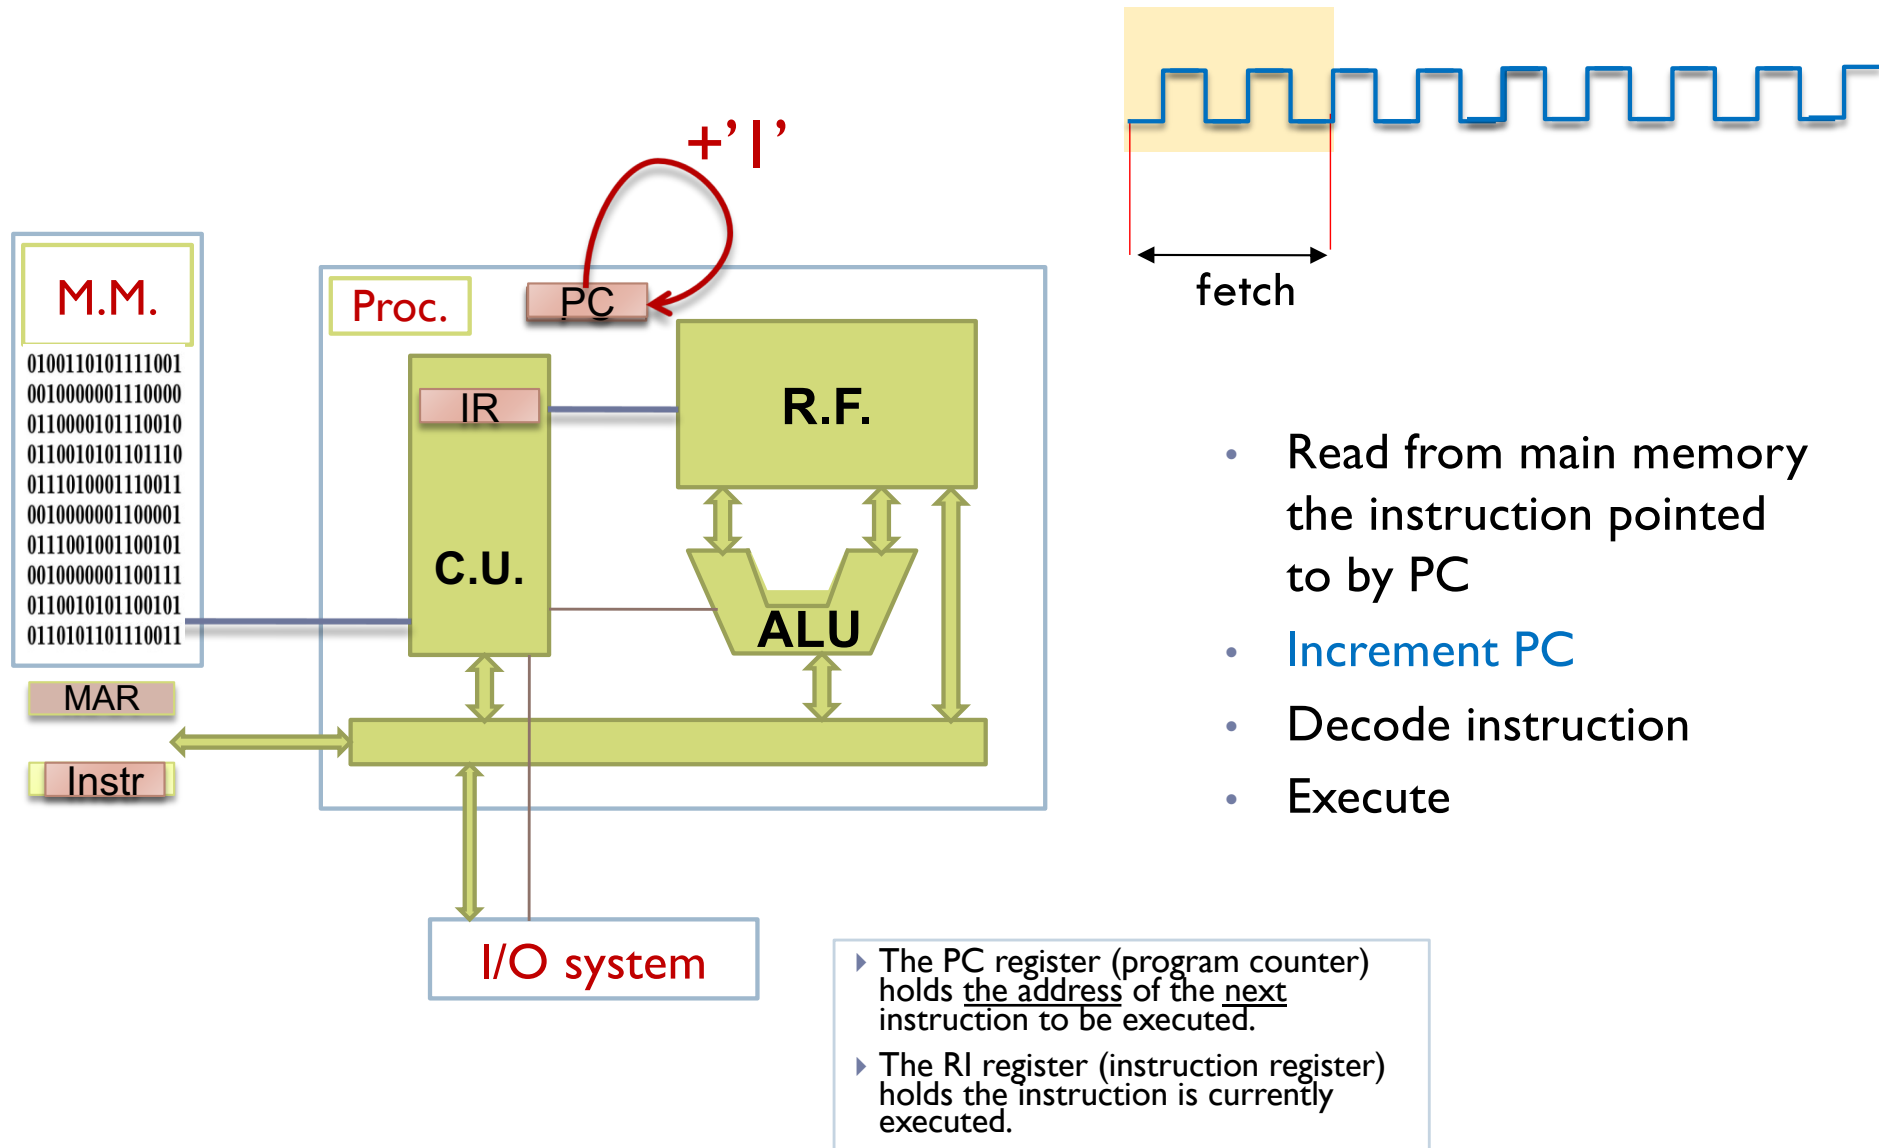 +’1’
fetch
M.M.
0100110101111001
0010000001110000
0110000101110010
0110010101101110
0111010001110011
0010000001100001
0111001001100101
0010000001100111
0110010101100101
0110101101110011
MAR
Instr
Proc.
PC
IR
C.U.
R.F.
ALU
I/O system
• Read from main memory
the instruction pointed
to by PC
• Increment PC
• Decode instruction
• Execute
The PC register (program counter)
holds the address of the next
instruction to be executed.
The RI register (instruction register)
holds the instruction is currently
executed.